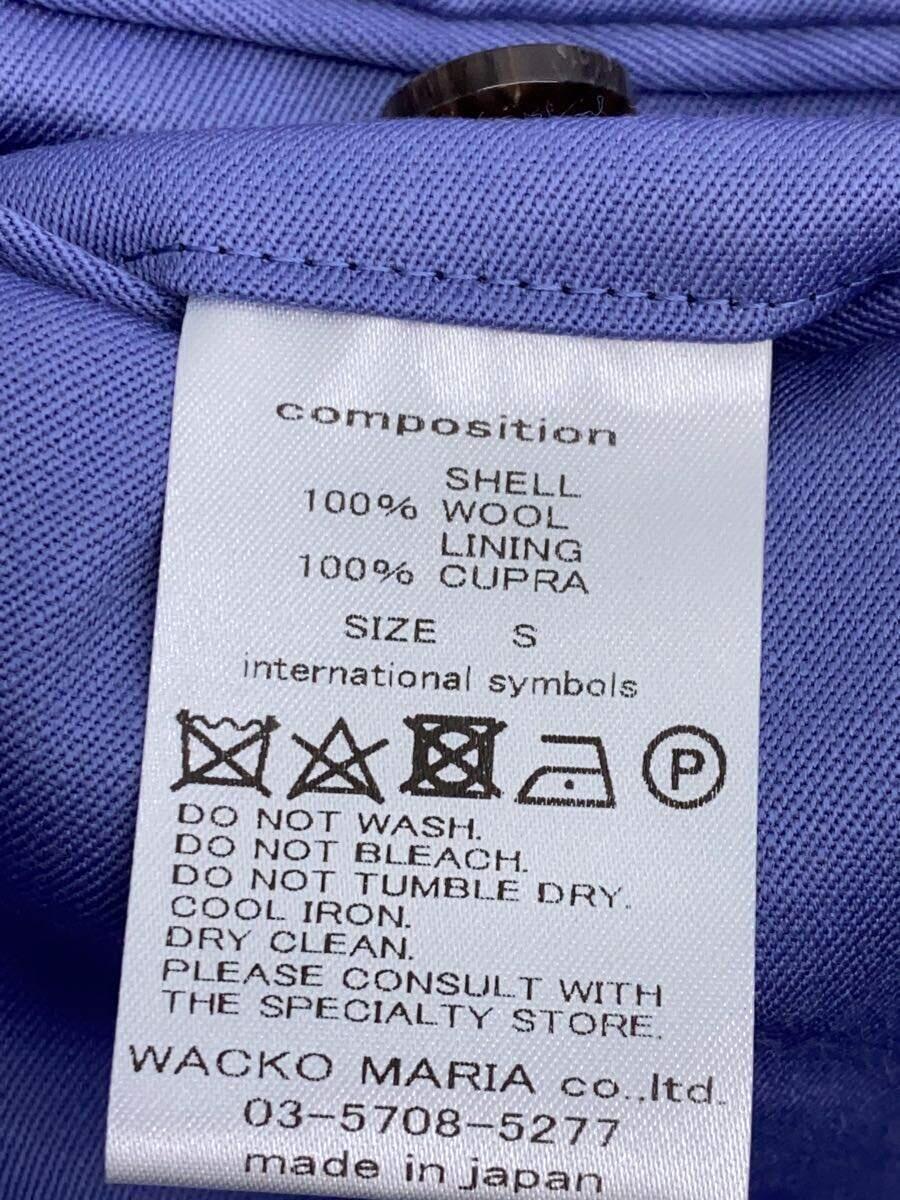 composition
SHELL
100% WOOL
LINING
100% CUPRA
SIZE S
international symbols
P
DO NOT WASH.
DO NOT BLEACH.
DO NOT TUMBLE DRY.
COOL IRON.
DRY CLEAN.
PLEASE CONSULT WITH
THE SPECIALTY STORE.
WACKO MARIA co.,ltd.
03-5708-5277
made in japan